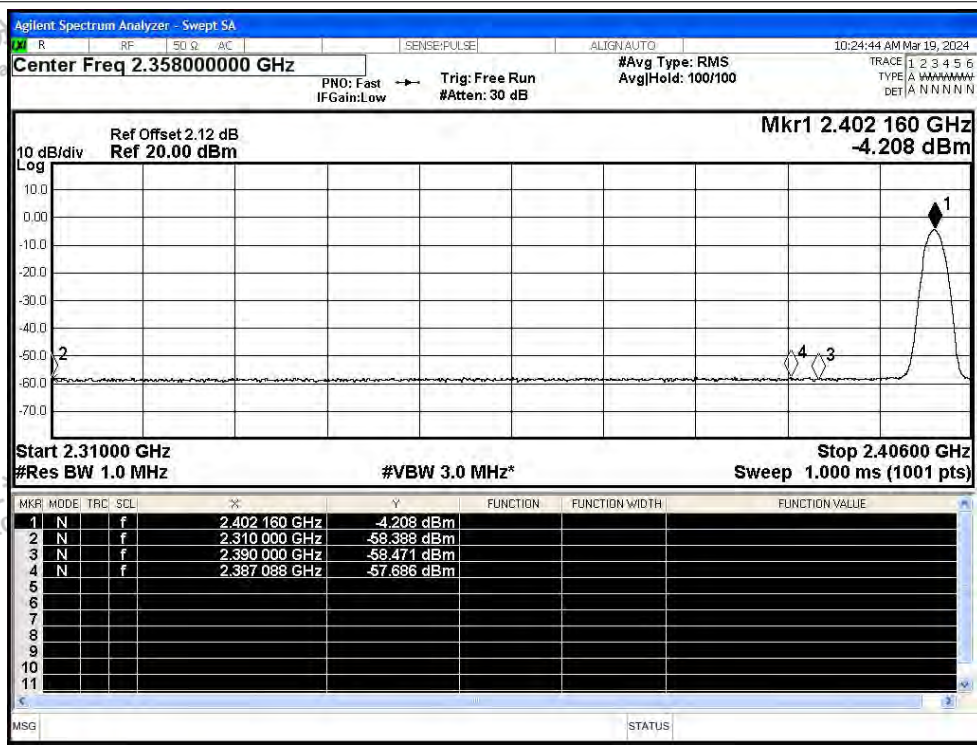 Agilent Spectrum Analyzer - Swept SA
R RF 50 Ω AC SENSE:PULSE ALIGN AUTO 10:24:44 AM Mar 19, 2024
Center Freq 2.358000000 GHz #Avg Type: RMS TRACE 1 2 3 4 5 6
PNO: Fast Trig: Free Run Avg|Hold: 100/100 TYPE A WWWWW
IFGain:Low #Atten: 30 dB DET A N N N N N
Mkr1 2.402 160 GHz
-4.208 dBm
Ref Offset 2.12 dB
10 dB/div Ref 20.00 dBm
Log
10.0
0.00
-10.0
-20.0
-30.0
-40.0
-50.0
-60.0
-70.0
1
2
4 3
Start 2.31000 GHz Stop 2.40600 GHz
#Res BW 1.0 MHz #VBW 3.0 MHz* Sweep 1.000 ms (1001 pts)
MKR MODE TRC SCL X Y FUNCTION FUNCTION WIDTH FUNCTION VALUE
1 N f 2.402 160 GHz -4.208 dBm
2 N f 2.310 000 GHz -58.388 dBm
3 N f 2.390 000 GHz -58.471 dBm
4 N f 2.387 088 GHz -57.686 dBm
5
6
7
8
9
10
11
MSG STATUS